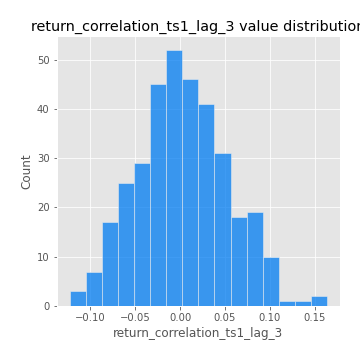 return_correlation_ts1_lag_3 value distribution
50
40
30
20
10
0
Count
−0.10 −0.05 0.00 0.05 0.10 0.15
return_correlation_ts1_lag_3